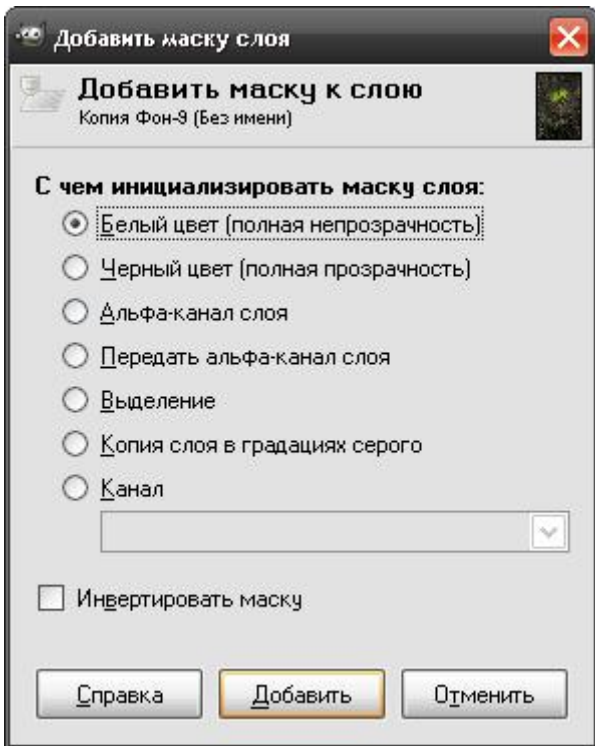 Добавить маску слоя
Добавить маску к слою
Копия Фон-9 (Без имени)
С чем инициализировать маску слоя:
Белый цвет (полная непрозрачность)
Черный цвет (полная прозрачность)
Альфа-канал слоя
Передать альфа-канал слоя
Выделение
Копия слоя в градациях серого
Канал
Инвертировать маску
Справка
Добавить
Отменить